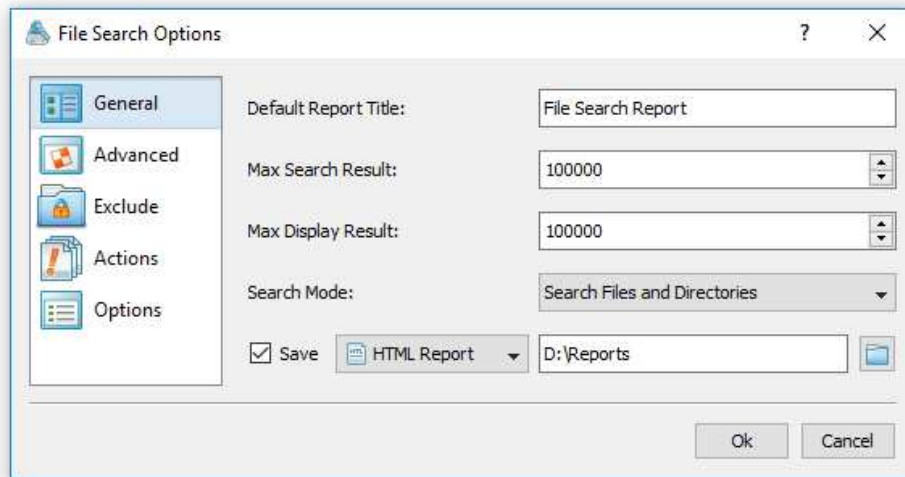 File Search Options
General
Advanced
Exclude
Actions
Options
Default Report Title: File Search Report
Max Search Result: 100000
Max Display Result: 100000
Search Mode: Search Files and Directories
Save HTML Report D:\Reports
Ok Cancel